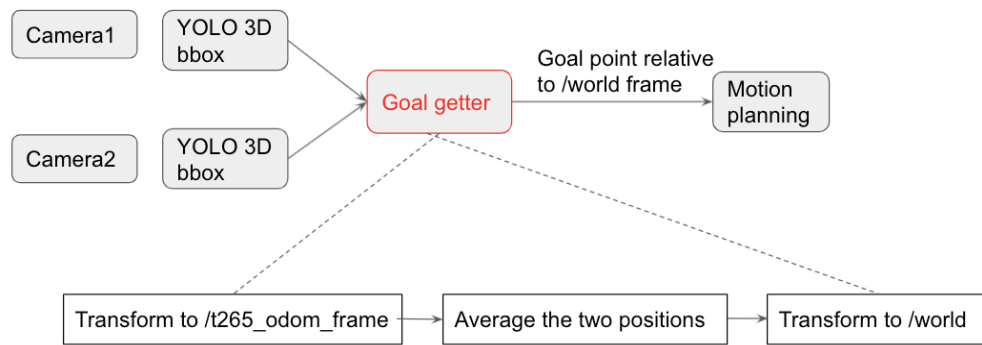 Camera1
YOLO 3D
bbox
Goal getter
Goal point relative
to /world frame
Motion
planning
Camera2
YOLO 3D
bbox
Transform to /t265_odom_frame
Average the two positions
Transform to /world